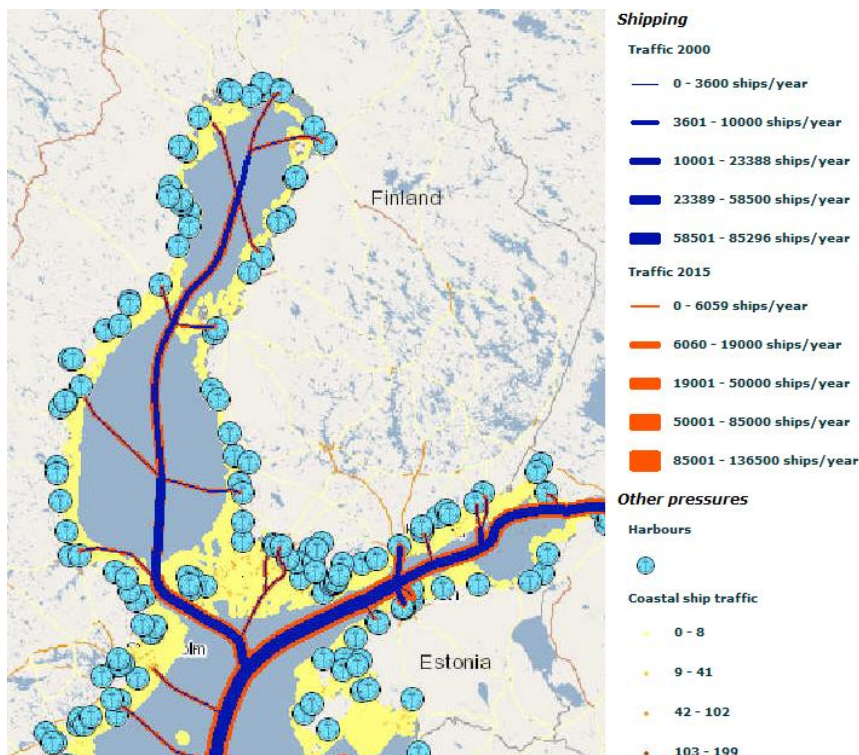 Finland
olm
Estonia
Shipping
Traffic 2000
0 - 3600 ships/year
3601 - 10000 ships/year
10001 - 23388 ships/year
23389 - 58500 ships/year
58501 - 85296 ships/year
Traffic 2015
0 - 6059 ships/year
6060 - 19000 ships/year
19001 - 50000 ships/year
50001 - 85000 ships/year
85001 - 136500 ships/year
Other pressures
Harbours
Coastal ship traffic
0 - 8
9 - 41
42 - 102
103 - 199